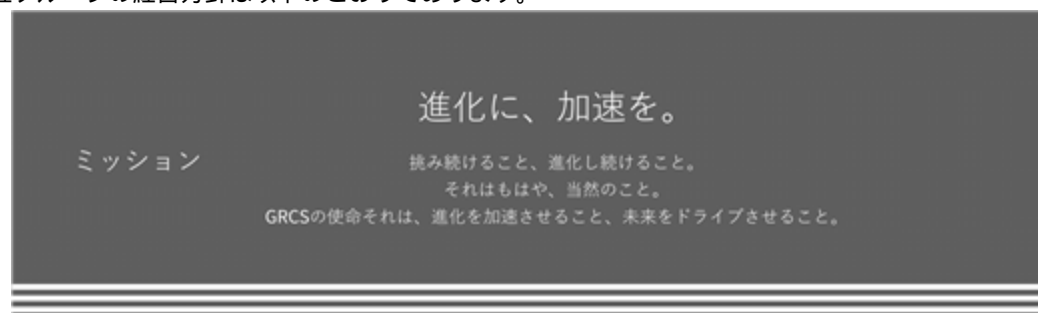 グループの経営方針は以下のとおりであります。
ミッション
進化に、加速を。
挑み続けること、進化し続けること。
それはもはや、当然のこと。
GRCSの使命それは、進化を加速させること、未来をドライブさせること。